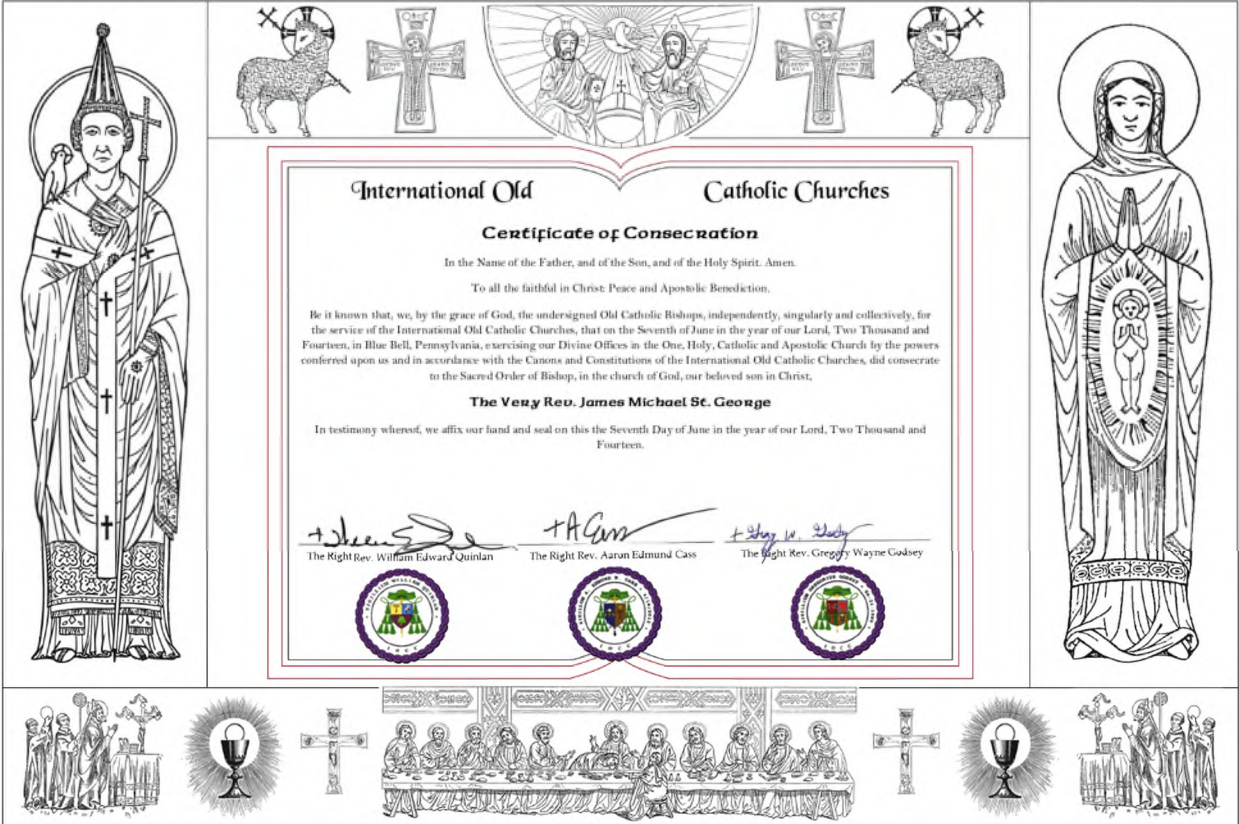 International Old Catholic Churches
Certificate of Consecration
In the Name of the Father, and of the Son, and of the Holy Spirit. Amen.
To all the faithful in Christ: Peace and Apostolic Benediction.
Be it known that, we, by the grace of God, the undersigned Old Catholic Bishops, independently, singularly and collectively, for
the service of the International Old Catholic Churches, that on the Seventh of June in the year of our Lord, Two Thousand and
Fourteen, in Blue Bell, Pennsylvania, exercising our Divine Offices in the One, Holy, Catholic and Apostolic Church by the powers
conferred upon us and in accordance with the Canons and Constitutions of the International Old Catholic Churches, did consecrate
to the Sacred Order of Bishop, in the church of God, our beloved son in Christ,
The Very Rev. James Michael St. George
In testimony whereof, we affix our hand and seal on this the Seventh Day of June in the year of our Lord, Two Thousand and
Fourteen.
The Right Rev. William Edward Quinlan
The Right Rev. Aaron Edmund Cass
The Right Rev. Gregory Wayne Godsey